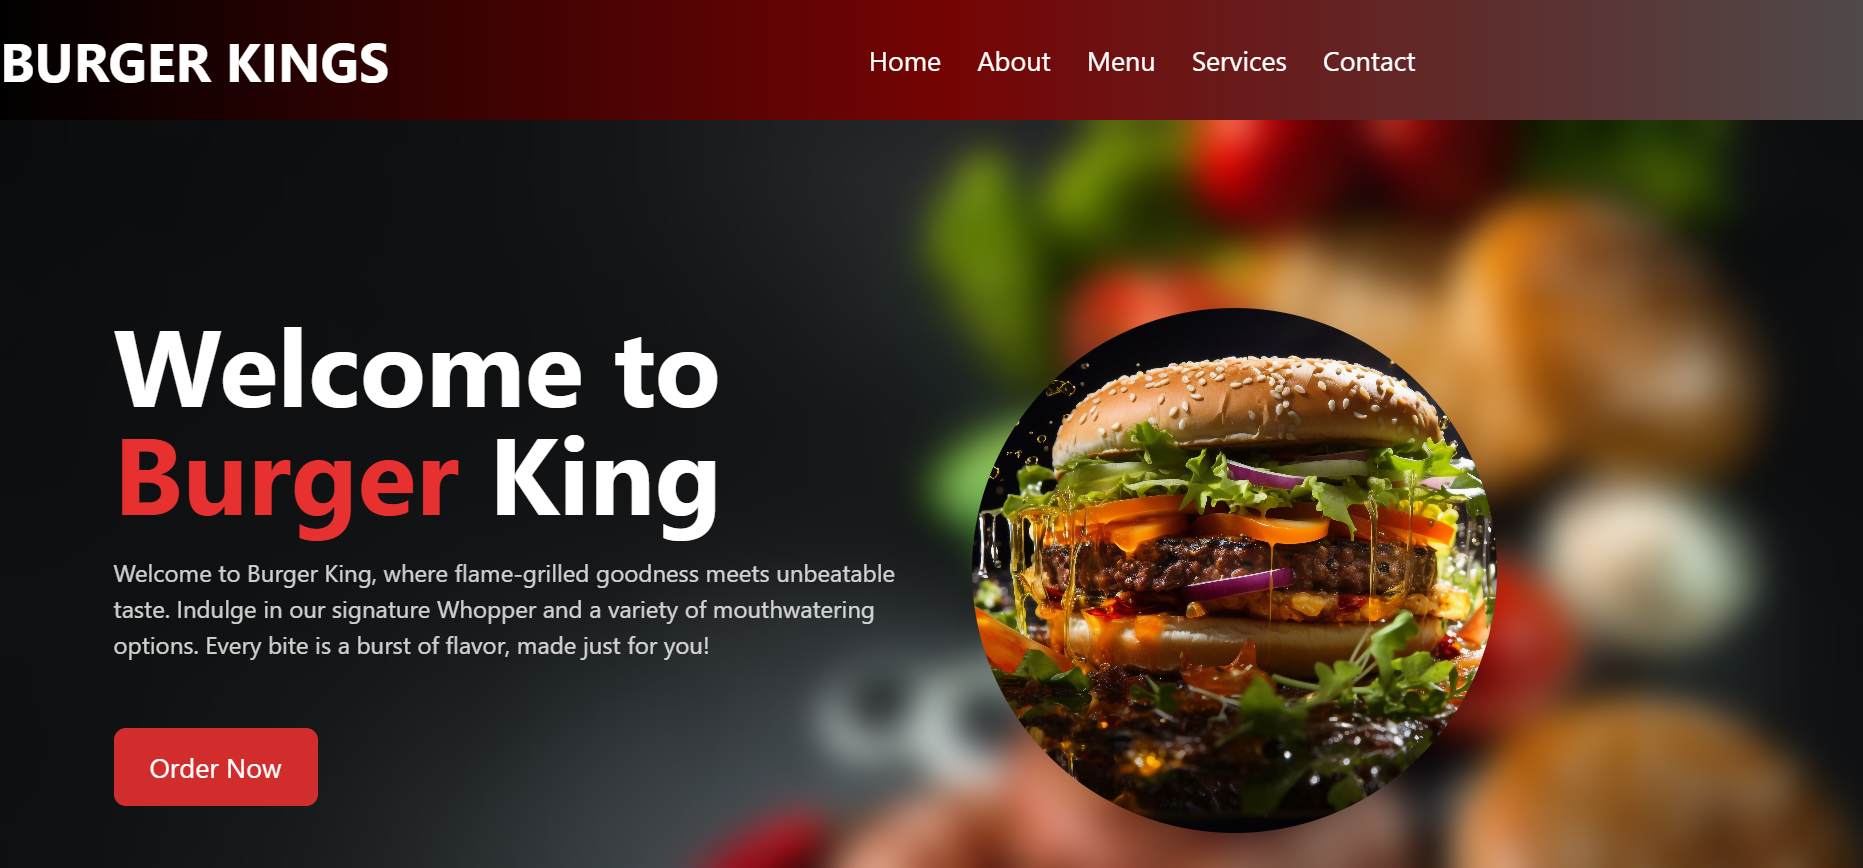 BURGER KINGS
Home About Menu Services Contact
Welcome to
Burger King
Welcome to Burger King, where flame-grilled goodness meets unbeatable
taste. Indulge in our signature Whopper and a variety of mouthwatering
options. Every bite is a burst of flavor, made just for you!
Order Now